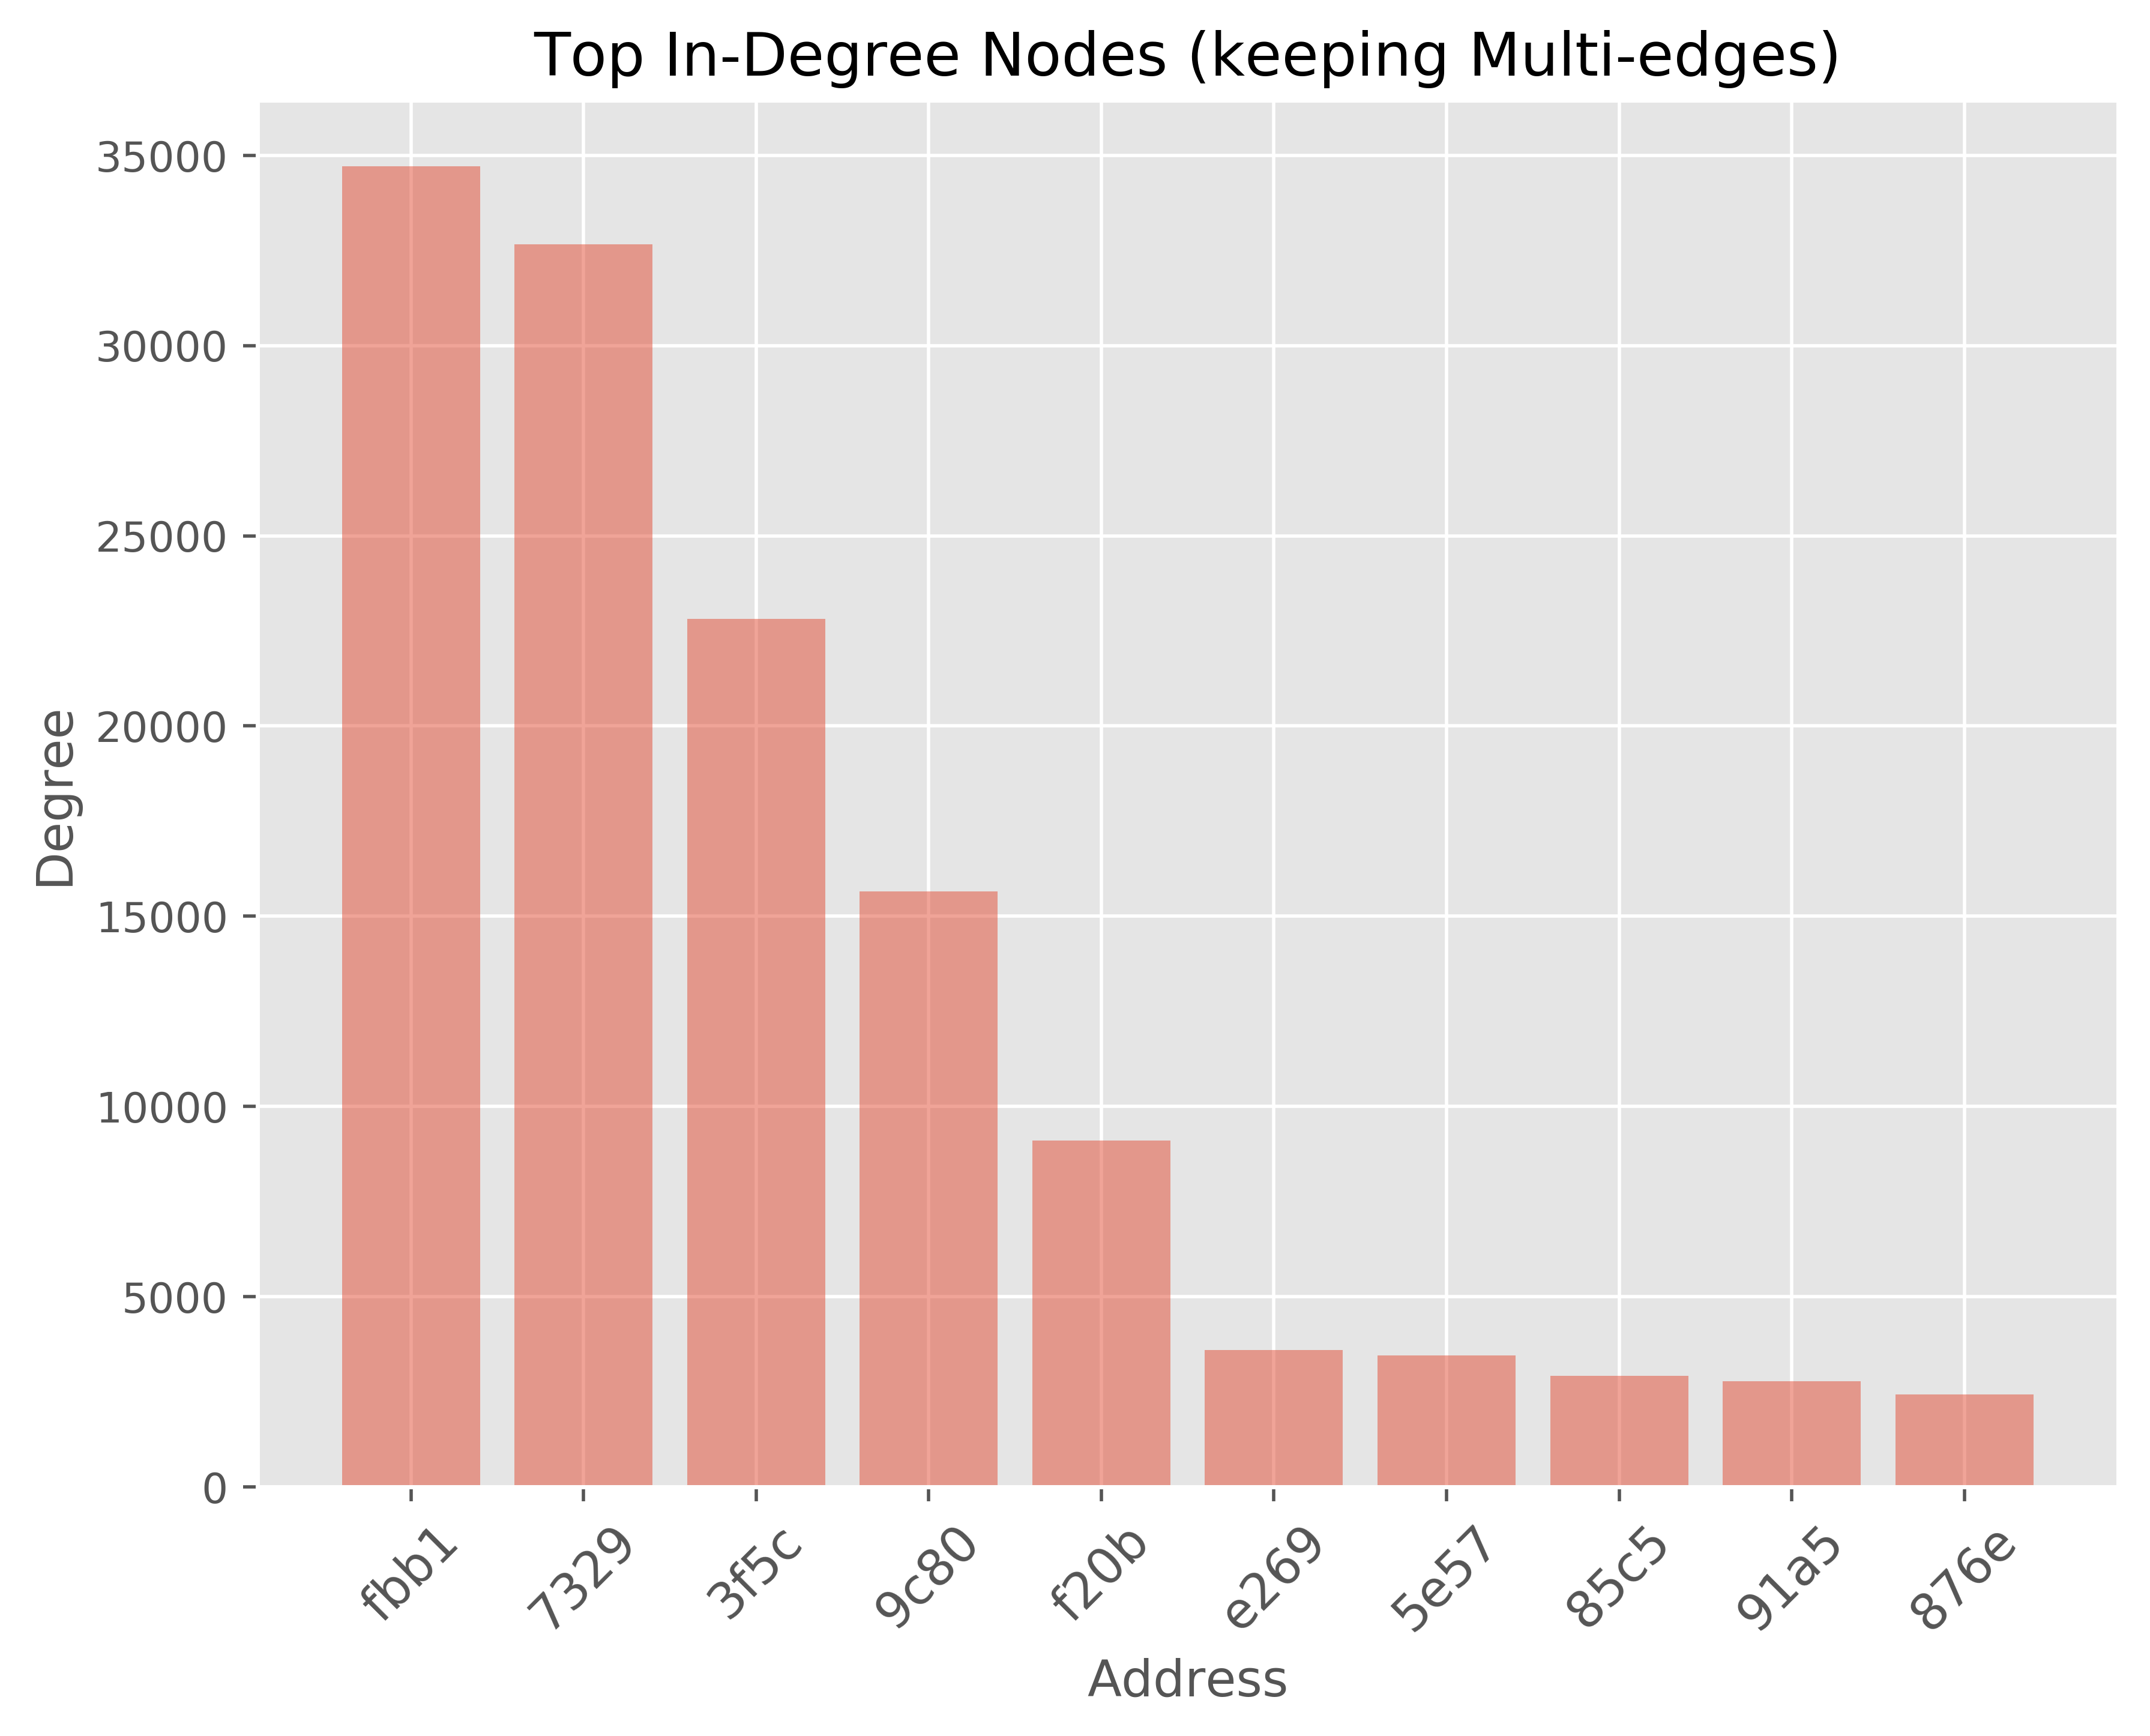 Top In-Degree Nodes (keeping Multi-edges)
35000
30000
25000
20000
15000
10000
5000
0
Degree
fbb1
7329
3f5c
9c80
f20b
e269
5e57
85c5
91a5
876e
Address